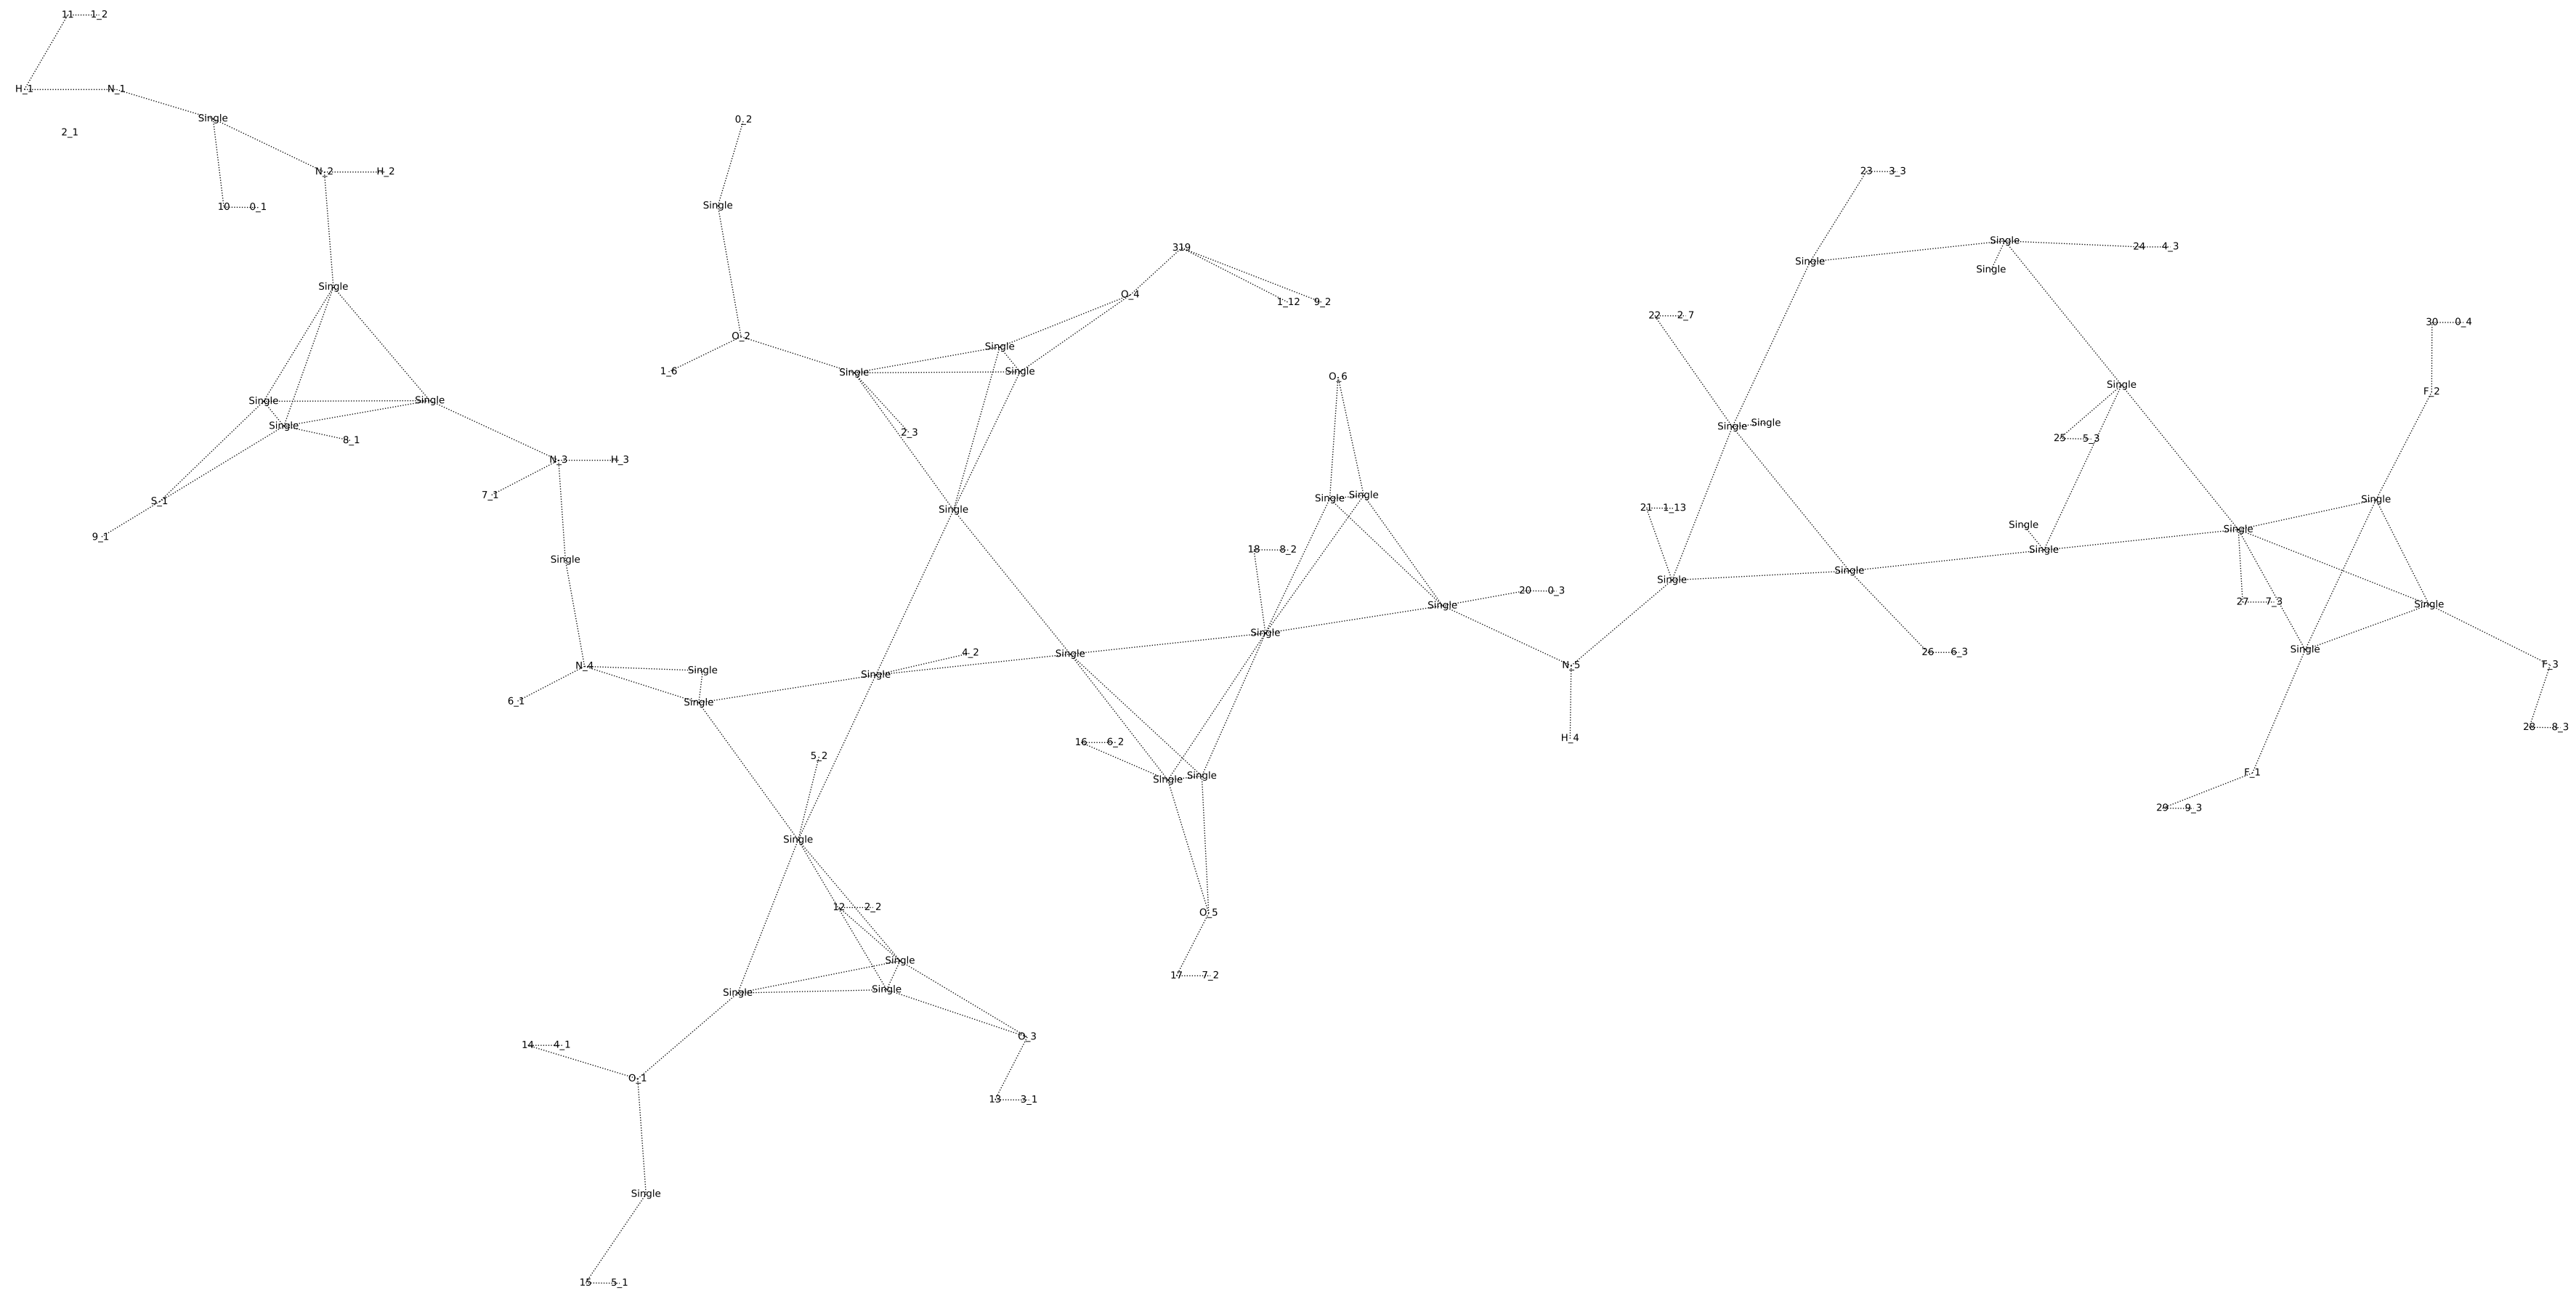 11 1_2
H_1 N_1
Single
0_2
2_1
N_2 H_2
23 3_3
Single
10 0_1
Single
24 4_3
319
Single
Single
Single
O_4
1_12 9_2
22 2_7
30 0_4
O_2
Single
1_6
Single
Single
O_6
Single
F_2
Single
Single
Single
Single
Single
8_1
2_3
25 5_3
N_3 H_3
7_1
Single
Single
Single
S_1
21 1_13
Single
Single
Single
9_1
18 8_2
Single
Single
Single
Single
20 0_3
27 7_3
Single
Single
Single
4_2
Single
26 6_3
Single
N_4
Single
N_5
F_3
Single
6_1
Single
28 8_3
16 6_2
H_4
5_2
Single
Single
F_1
29 9_3
Single
12 2_2
O_5
Single
17 7_2
Single
Single
O_3
14 4_1
O_1
13 3_1
Single
15 5_1